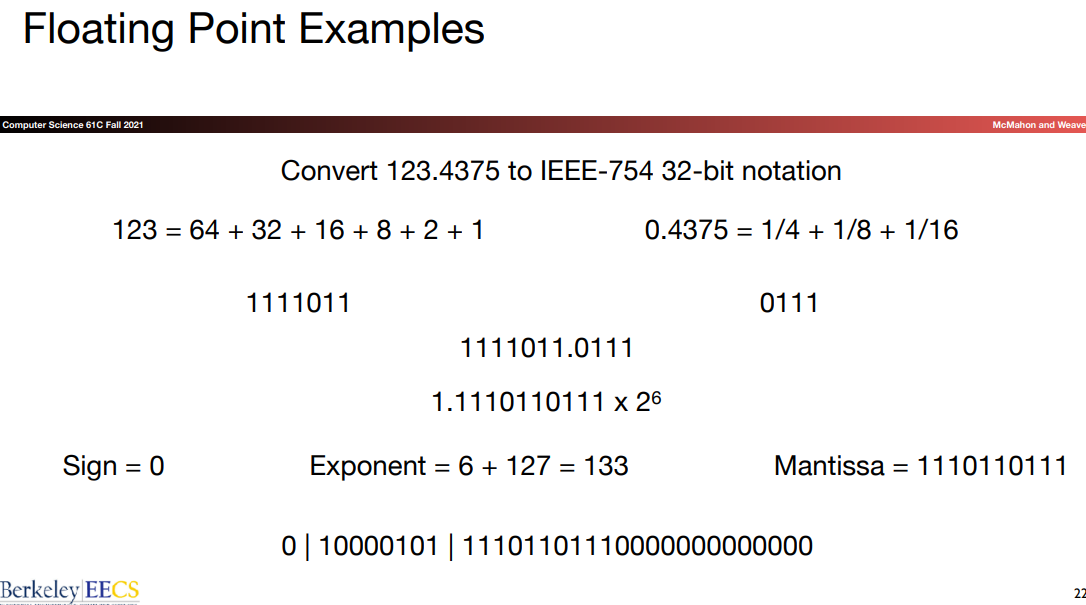 Floating Point Examples
Computer Science 61C Fall 2021
McMahon and Weave
Convert 123.4375 to IEEE-754 32-bit notation
123 = 64 + 32 + 16 + 8 + 2 + 1
0.4375 = 1/4 + 1/8 + 1/16
1111011
0111
1111011.0111
1.1110110111 x 2⁶
Sign = 0
Exponent = 6 + 127 = 133
Mantissa = 1110110111
0 | 10000101 | 11101101110000000000000
Berkeley EECS
22